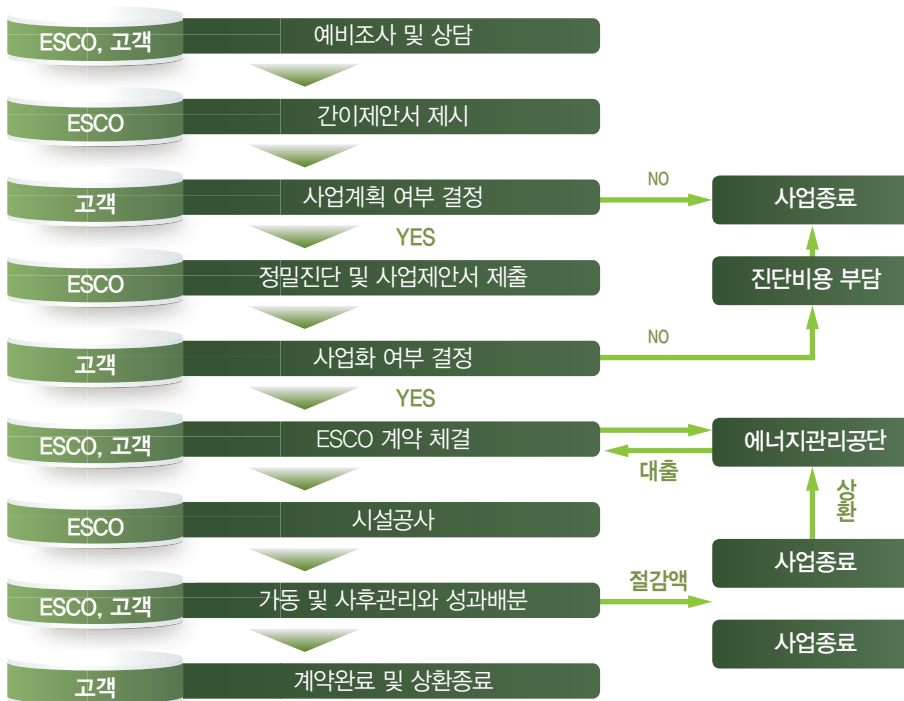 ESCO, 고객
예비조사 및 상담
ESCO
간이제안서 제시
고객
사업계획 여부 결정
NO
사업종료
YES
ESCO
정밀진단 및 사업제안서 제출
진단비용 부담
고객
사업화 여부 결정
NO
YES
ESCO, 고객
ESCO 계약 체결
대출
에너지관리공단
상환
ESCO
시설공사
사업종료
ESCO, 고객
가동 및 사후관리와 성과배분
절감액
사업종료
고객
계약완료 및 상환종료